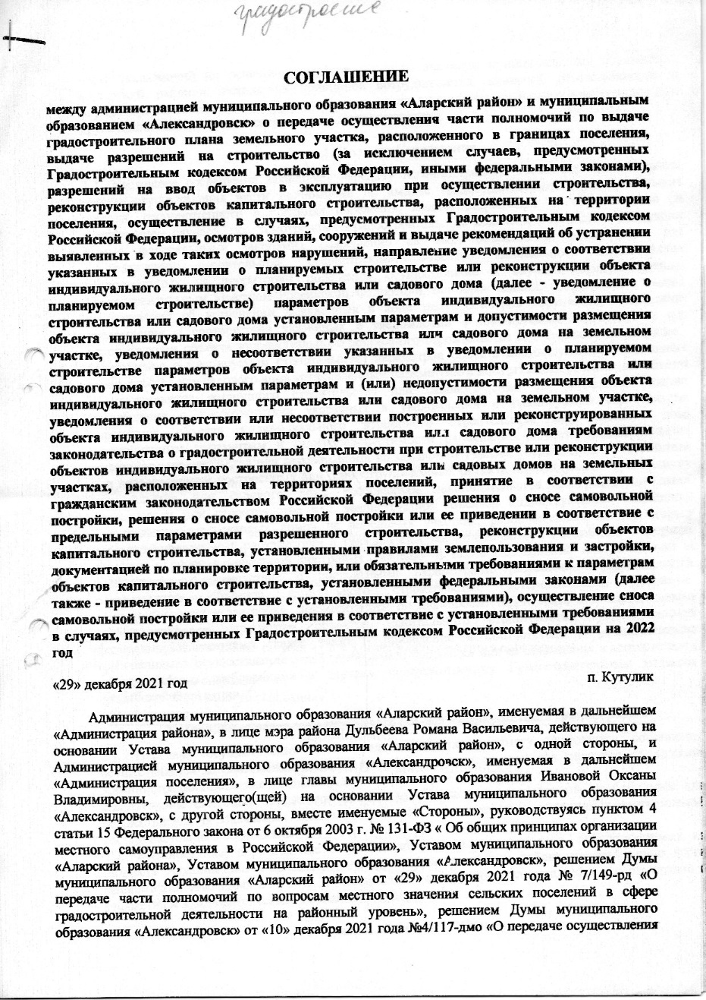 градостроение
СОГЛАШЕНИЕ
между администрацией муниципального образования «Аларский район» и муниципальным
образованием «Александровск» о передаче осуществления части полномочий по выдаче
градостроительного плана земельного участка, расположенного в границах поселения,
выдаче разрешений на строительство (за исключением случаев, предусмотренных
Градостроительным кодексом Российской Федерации, иными федеральными законами),
разрешений на ввод объектов в эксплуатацию при осуществлении строительства,
реконструкции объектов капитального строительства, расположенных на территории
поселения, осуществление в случаях, предусмотренных Градостроительным кодексом
Российской Федерации, осмотров зданий, сооружений и выдаче рекомендаций об устранении
выявленных в ходе таких осмотров нарушений, направление уведомления о соответствии
указанных в уведомлении о планируемых строительстве или реконструкции объекта
индивидуального жилищного строительства или садового дома (далее - уведомление о
планируемом строительстве) параметров объекта индивидуального жилищного
строительства или садового дома установленным параметрам и допустимости размещения
объекта индивидуального жилищного строительства или садового дома на земельном
участке, уведомления о несоответствии указанных в уведомлении о планируемом
строительстве параметров объекта индивидуального жилищного строительства или
садового дома установленным параметрам и (или) недопустимости размещения объекта
индивидуального жилищного строительства или садового дома на земельном участке,
уведомления о соответствии или несоответствии построенных или реконструированных
объекта индивидуального жилищного строительства или садового дома требованиям
законодательства о градостроительной деятельности при строительстве или реконструкции
объектов индивидуального жилищного строительства или садовых домов на земельных
участках, расположенных на территориях поселений, принятие в соответствии с
гражданским законодательством Российской Федерации решения о сносе самовольной
постройки, решения о сносе самовольной постройки или ее приведении в соответствие с
предельными параметрами разрешенного строительства, реконструкции объектов
капитального строительства, установленными правилами землепользования и застройки,
документацией по планировке территории, или обязательными требованиями к параметрам
объектов капитального строительства, установленными федеральными законами (далее
также - приведение в соответствие с установленными требованиями), осуществление сноса
самовольной постройки или ее приведения в соответствие с установленными требованиями
в случаях, предусмотренных Градостроительным кодексом Российской Федерации на 2022
год
«29» декабря 2021 год п. Кутулик
Администрация муниципального образования «Аларский район», именуемая в дальнейшем
«Администрация района», в лице мэра района Дульбеева Романа Васильевича, действующего на
основании Устава муниципального образования «Аларский район», с одной стороны, и
Администрацией муниципального образования «Александровск», именуемая в дальнейшем
«Администрация поселения», в лице главы муниципального образования Ивановой Оксаны
Владимировны, действующего(щей) на основании Устава муниципального образования
«Александровск», с другой стороны, вместе именуемые «Стороны», руководствуясь пунктом 4
статьи 15 Федерального закона от 6 октября 2003 г. № 131-ФЗ « Об общих принципах организации
местного самоуправления в Российской Федерации», Уставом муниципального образования
«Аларский района», Уставом муниципального образования «Александровск», решением Думы
муниципального образования «Аларский район» от «29» декабря 2021 года № 7/149-рд «О
передаче части полномочий по вопросам местного значения сельских поселений в сфере
градостроительной деятельности на районный уровень», решением Думы муниципального
образования «Александровск» от «10» декабря 2021 года №4/117-дмо «О передаче осуществления